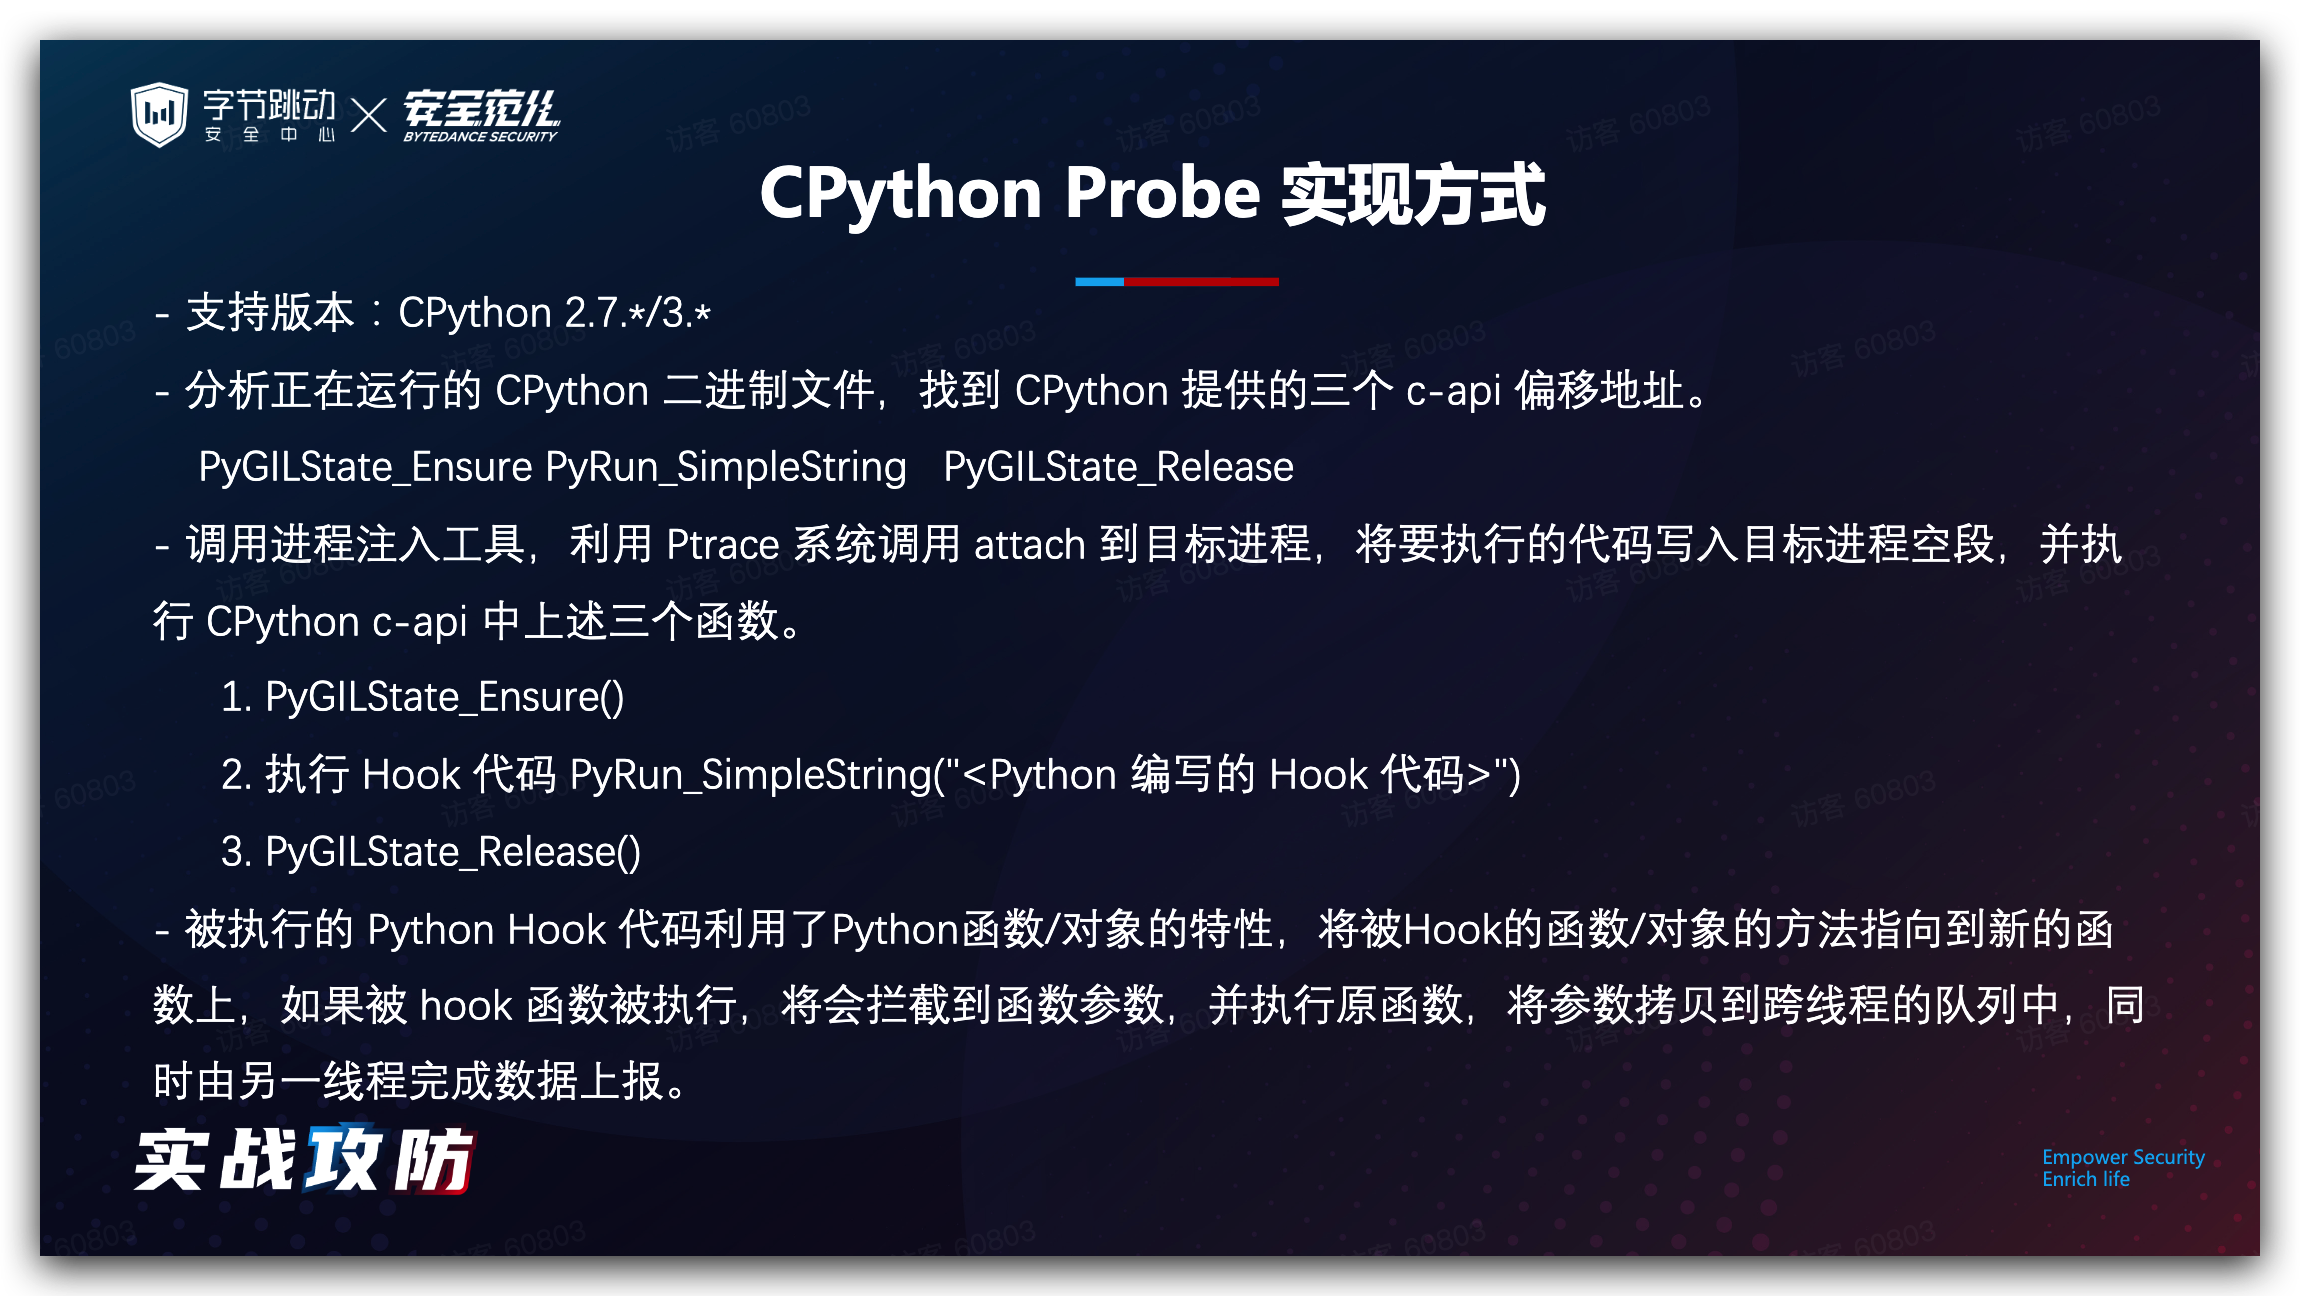 字节跳动
安全中心
安全范儿
BYTEDANCE SECURITY
CPython Probe 实现方式
- 支持版本：CPython 2.7.*/3.*
- 分析正在运行的 CPython 二进制文件，找到 CPython 提供的三个 c-api 偏移地址。
PyGILState_Ensure PyRun_SimpleString PyGILState_Release
- 调用进程注入工具，利用 Ptrace 系统调用 attach 到目标进程，将要执行的代码写入目标进程空段，并执
行 CPython c-api 中上述三个函数。
1. PyGILState_Ensure()
2. 执行 Hook 代码 PyRun_SimpleString("<Python 编写的 Hook 代码>")
3. PyGILState_Release()
- 被执行的 Python Hook 代码利用了Python函数/对象的特性，将被Hook的函数/对象的方法指向到新的函
数上，如果被 hook 函数被执行，将会拦截到函数参数，并执行原函数，将参数拷贝到跨线程的队列中，同
时由另一线程完成数据上报。
实战攻防
Empower Security
Enrich life
访客 60803